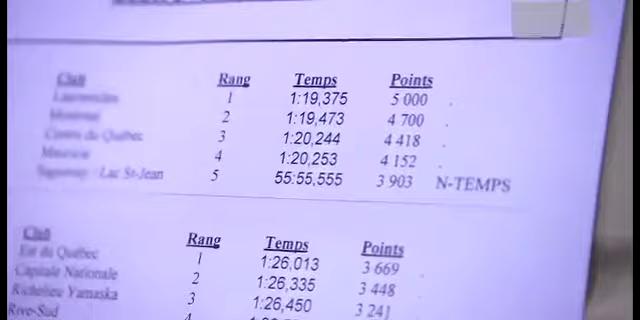 Club Rang Temps Points
Laurentides 1 1:19,375 5 000
Montréal 2 1:19,473 4 700
Centre du Québec 3 1:20,244 4 418
Mauricie 4 1:20,253 4 152
Saguenay - Lac St-Jean 5 55:55,555 3 903 N-TEMPS
Club Rang Temps Points
Est du Québec 1 1:26,013 3 669
Capitale Nationale 2 1:26,335 3 448
Richelieu Yamaska 3 1:26,450 3 241
Rive-Sud 4